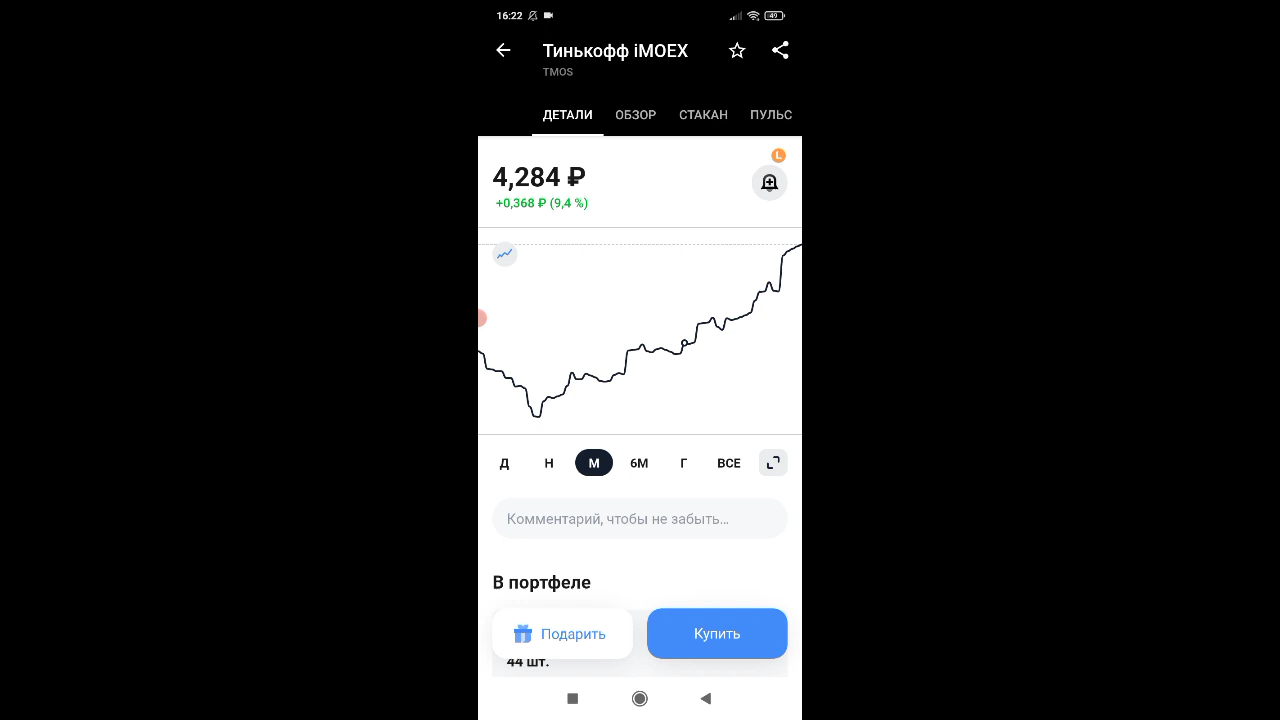 16:22
49
Тинькофф iMOEX
TMOS
ДЕТАЛИ ОБЗОР СТАКАН ПУЛЬС
L
4,284 ₽
+0,368 ₽ (9,4 %)
Д Н М 6М Г ВСЕ
Комментарий, чтобы не забыть...
В портфеле
Подарить Купить
44 шт.